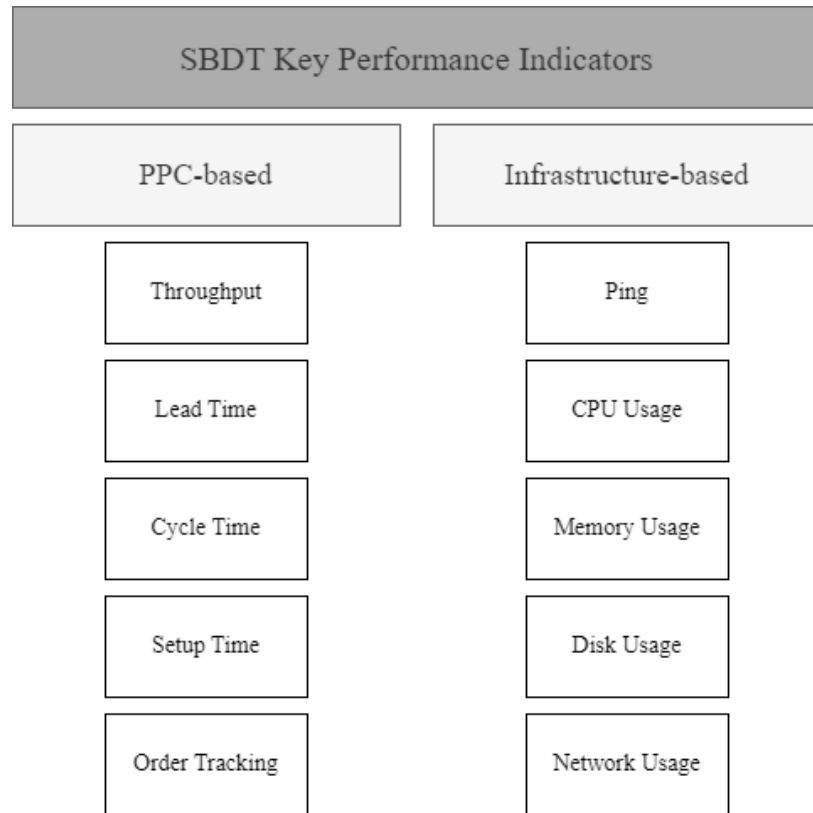 SBDT Key Performance Indicators
PPC-based
Infrastructure-based
Throughput
Ping
Lead Time
CPU Usage
Cycle Time
Memory Usage
Setup Time
Disk Usage
Order Tracking
Network Usage